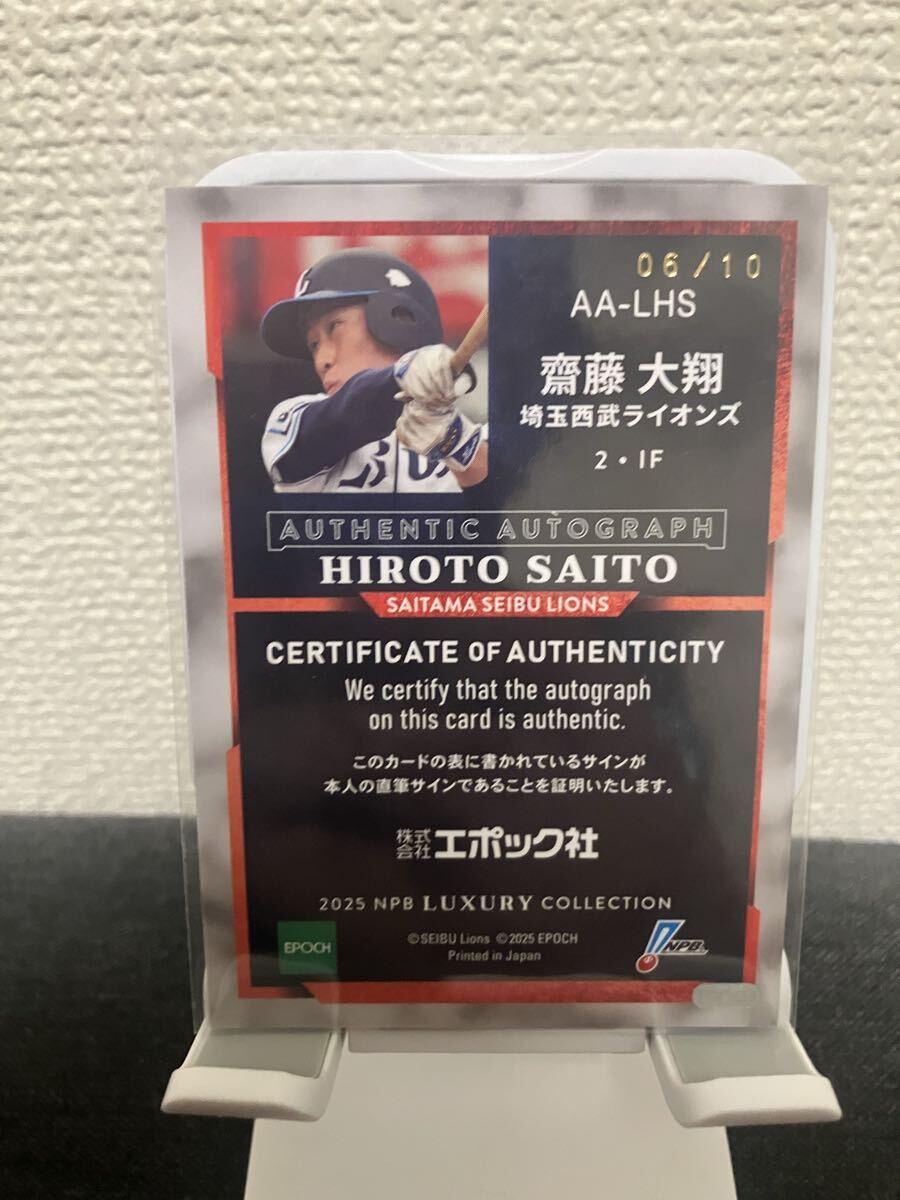 06/10
AA-LHS
齋藤 大翔
埼玉西武ライオンズ
2・IF
AUTHENTIC AUTOGRAPH
HIROTO SAITO
SAITAMA SEIBU LIONS
CERTIFICATE OF AUTHENTICITY
We certify that the autograph
on this card is authentic.
このカードの表に書かれているサインが
本人の直筆サインであることを証明いたします。
株式会社エポック社
2025 NPB LUXURY COLLECTION
EPOCH
©SEIBU Lions ©2025 EPOCH
Printed in Japan
NPB